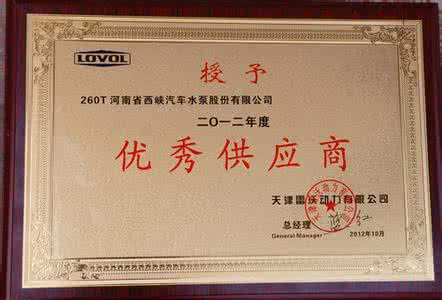 LOVOL
授予
260T 河南省西峡汽车水泵股份有限公司
二〇一二年度
优秀供应商
天津雷沃动力有限公司
总经理
General Manager
2012年10月